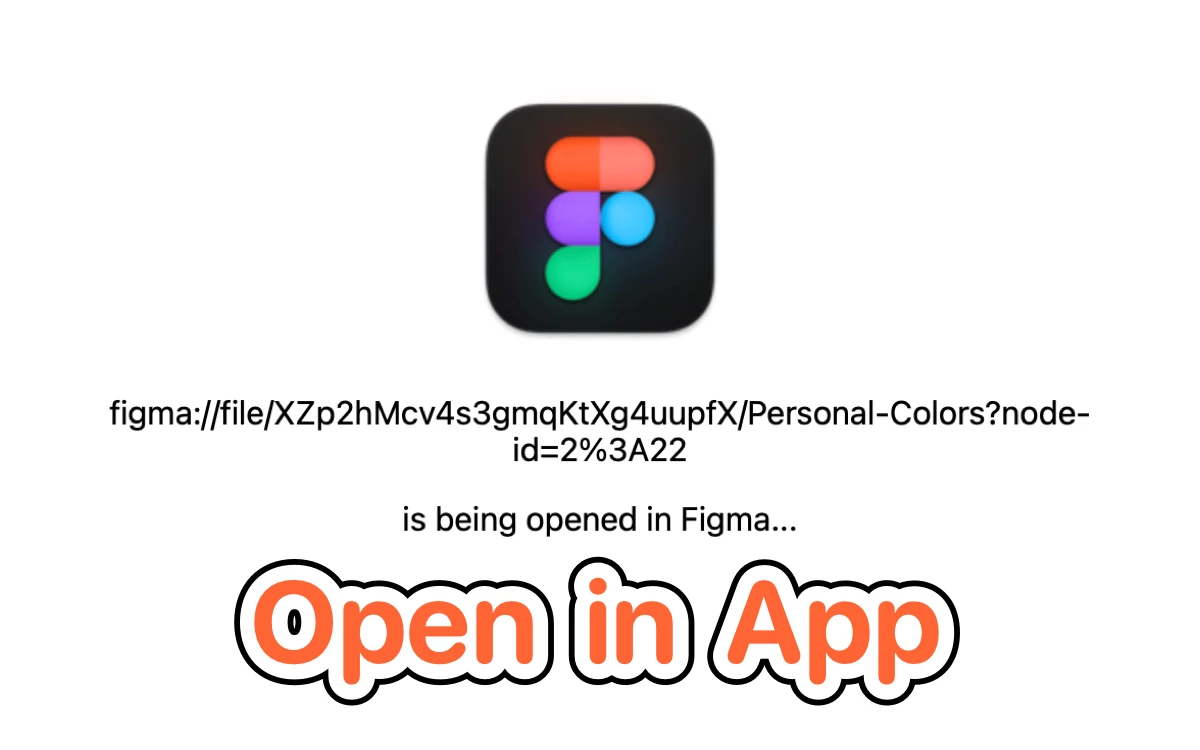 figma://file/XZp2hMcv4s3gmqKtXg4uupfX/Personal-Colors?node-
id=2%3A22
is being opened in Figma...
Open in App